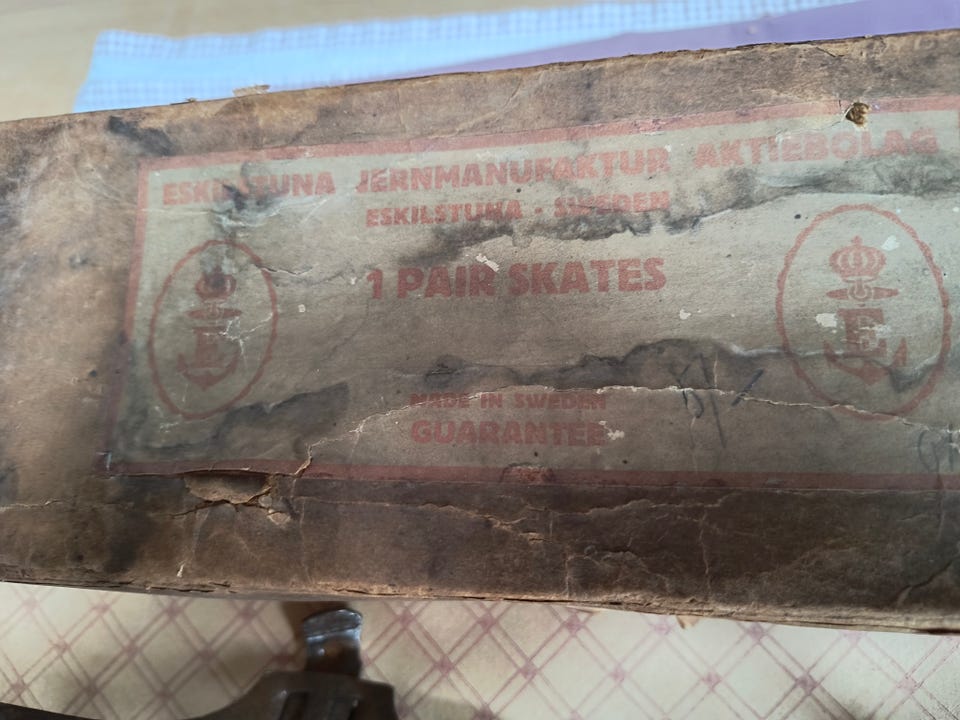 ESKILSTUNA JERNMANUFAKTUR AKTIEBOLAG
ESKILSTUNA - SWEDEN
1 PAIR SKATES
E
E
MADE IN SWEDEN
GUARANTEE